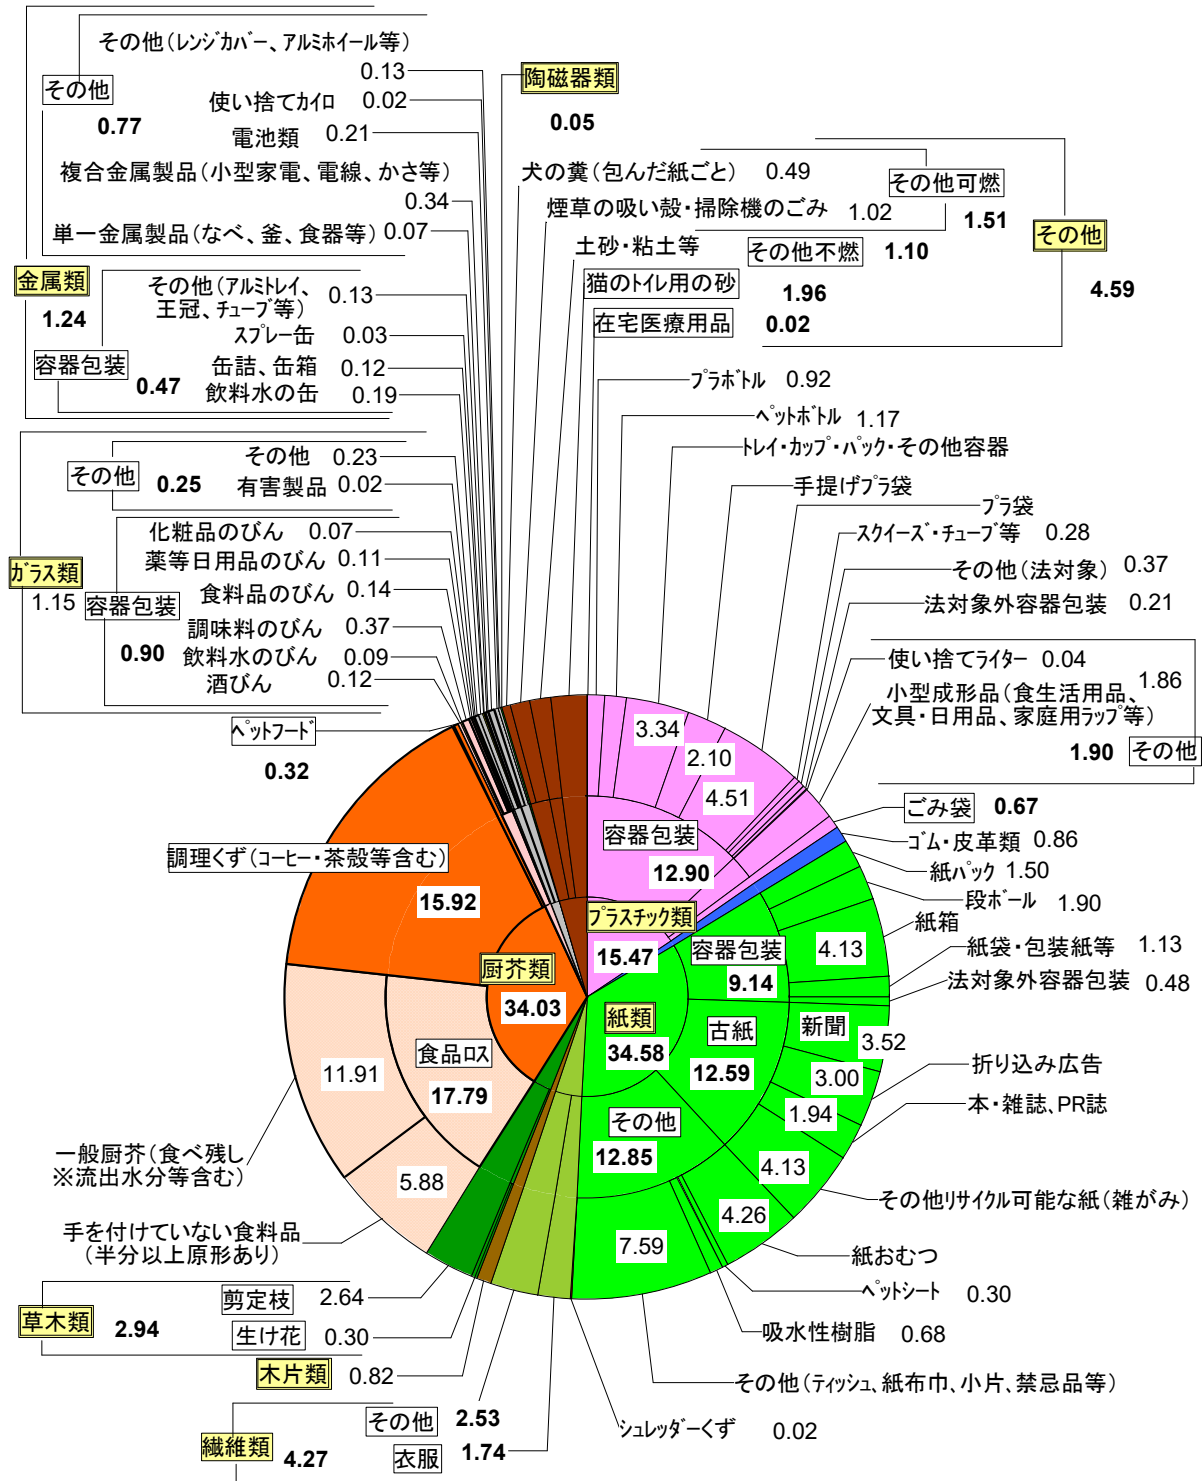 その他(レンジカバー、アルミホイール等)
0.13
その他
0.77
使い捨てカイロ 0.02
電池類 0.21
複合金属製品(小型家電、電線、かさ等)
0.34
単一金属製品(なべ、釜、食器等) 0.07
金属類
1.24
その他(アルミトレイ、
王冠、チューブ等) 0.13
スプレー缶 0.03
容器包装
0.47
缶詰、缶箱 0.12
飲料水の缶 0.19
その他
0.25
その他 0.23
有害製品 0.02
ガラス類
1.15
化粧品のびん 0.07
薬等日用品のびん 0.11
容器包装
0.90
食料品のびん 0.14
調味料のびん 0.37
飲料水のびん 0.09
酒びん 0.12
ペットフード
0.32
陶磁器類
0.05
犬の糞(包んだ紙ごと) 0.49
その他可燃
1.51
煙草の吸い殻・掃除機のごみ 1.02
土砂・粘土等
その他不燃 1.10
猫のトイレ用の砂
1.96
在宅医療用品 0.02
その他
4.59
プラボトル 0.92
ペットボトル 1.17
トレイ・カップ・パック・その他容器
手提げプラ袋
プラ袋
スクイーズ・チューブ等 0.28
その他(法対象) 0.37
法対象外容器包装 0.21
使い捨てライター 0.04
小型成形品(食生活用品、
文具・日用品、家庭用ラップ等)
1.86
1.90 その他
ごみ袋 0.67
ゴム・皮革類 0.86
紙パック 1.50
段ボール 1.90
紙箱
紙袋・包装紙等 1.13
法対象外容器包装 0.48
3.34
2.10
4.51
容器包装
12.90
プラスチック類
15.47
調理くず(コーヒー・茶殻等含む)
15.92
厨芥類
34.03
容器包装
9.14
4.13
紙類
34.58
古紙
12.59
新聞
3.52
3.00
1.94
4.13
折り込み広告
本・雑誌、PR誌
その他リサイクル可能な紙(雑がみ)
食品ロス
17.79
11.91
5.88
その他
12.85
4.26
7.59
一般厨芥(食べ残し
※流出水分等含む)
手を付けていない食料品
(半分以上原形あり)
紙おむつ
ペットシート 0.30
吸水性樹脂 0.68
その他(ティッシュ、紙布巾、小片、禁忌品等)
シュレッダーくず 0.02
草木類 2.94
剪定枝 2.64
生け花 0.30
木片類 0.82
繊維類 4.27
その他 2.53
衣服 1.74